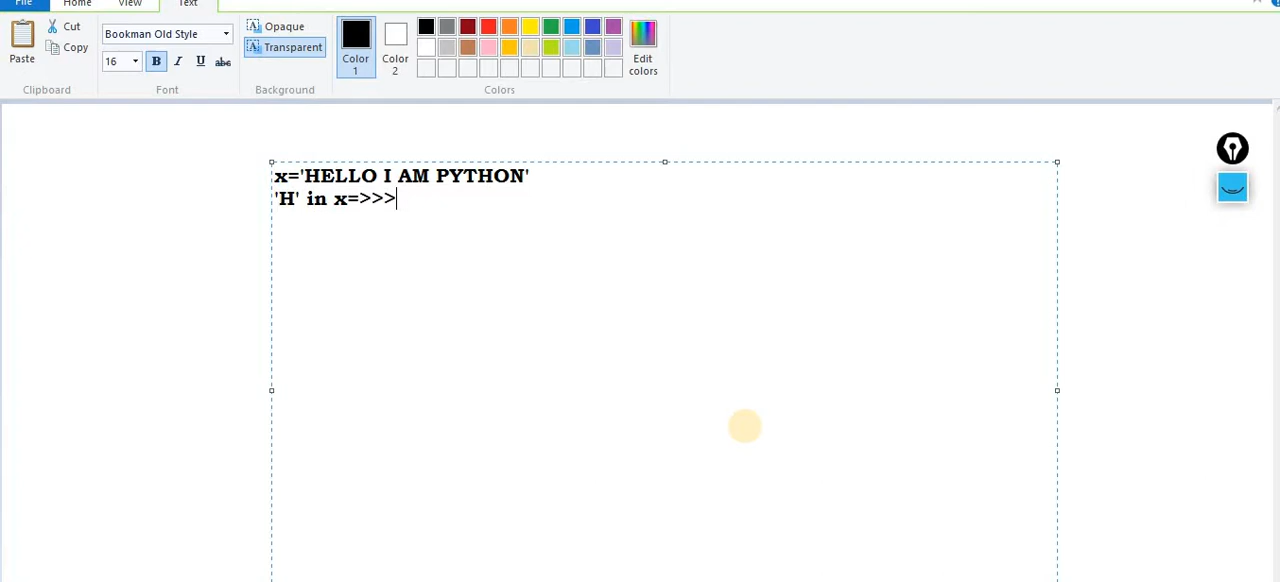 File Home View Text
Paste
Cut
Copy
Clipboard
Bookman Old Style
16 B I U abc
Font
Opaque
Transparent
Background
Color 1
Color 2
Edit colors
Colors
x='HELLO I AM PYTHON'
'H' in x=>>>